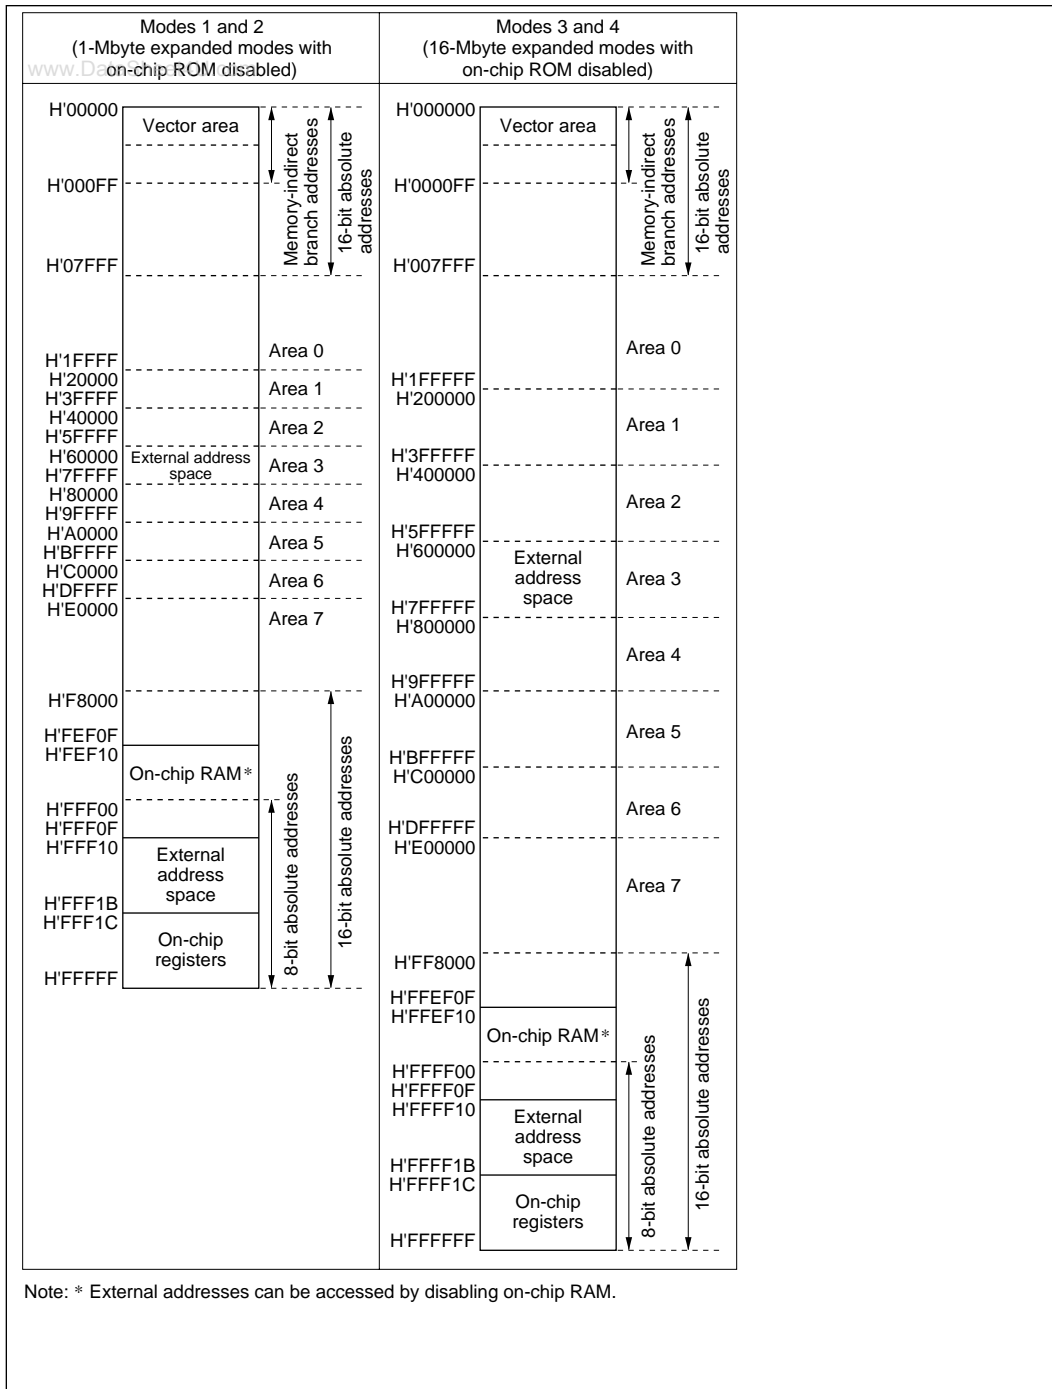 Modes 1 and 2
(1-Mbyte expanded modes with
on-chip ROM disabled)
H'00000
Vector area
H'000FF
H'07FFF
Memory-indirect
branch addresses
16-bit absolute
addresses
H'1FFFF
Area 0
H'20000
H'3FFFF
Area 1
H'40000
H'5FFFF
Area 2
H'60000
H'7FFFF
External address
space
Area 3
H'80000
H'9FFFF
Area 4
H'A0000
H'BFFFF
Area 5
H'C0000
H'DFFFF
Area 6
H'E0000
Area 7
H'F8000
H'FEF0F
H'FEF10
On-chip RAM*
H'FFF00
H'FFF0F
H'FFF10
External
address
space
H'FFF1B
H'FFF1C
On-chip
registers
H'FFFFF
8-bit absolute addresses
16-bit absolute addresses
Modes 3 and 4
(16-Mbyte expanded modes with
on-chip ROM disabled)
H'000000
Vector area
H'0000FF
H'007FFF
Memory-indirect
branch addresses
16-bit absolute
addresses
Area 0
H'1FFFFF
H'200000
Area 1
H'3FFFFF
H'400000
Area 2
H'5FFFFF
H'600000
External
address
space
Area 3
H'7FFFFF
H'800000
Area 4
H'9FFFFF
H'A00000
Area 5
H'BFFFFF
H'C00000
Area 6
H'DFFFFF
H'E00000
Area 7
H'FF8000
H'FFEF0F
H'FFEF10
On-chip RAM*
H'FFFF00
H'FFFF0F
H'FFFF10
External
address
space
H'FFFF1B
H'FFFF1C
On-chip
registers
H'FFFFFF
8-bit absolute addresses
16-bit absolute addresses
Note: * External addresses can be accessed by disabling on-chip RAM.